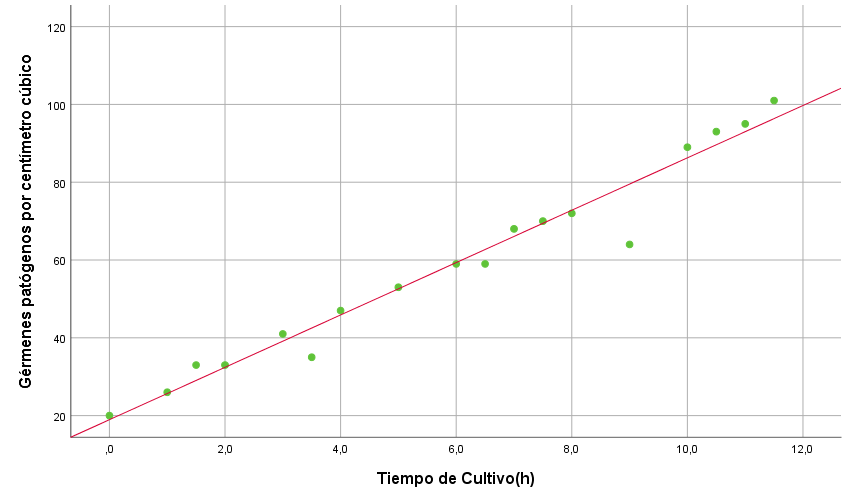 Gérmenes patógenos por centímetro cúbico
120
100
80
60
40
20
,0 2,0 4,0 6,0 8,0 10,0 12,0
Tiempo de Cultivo(h)